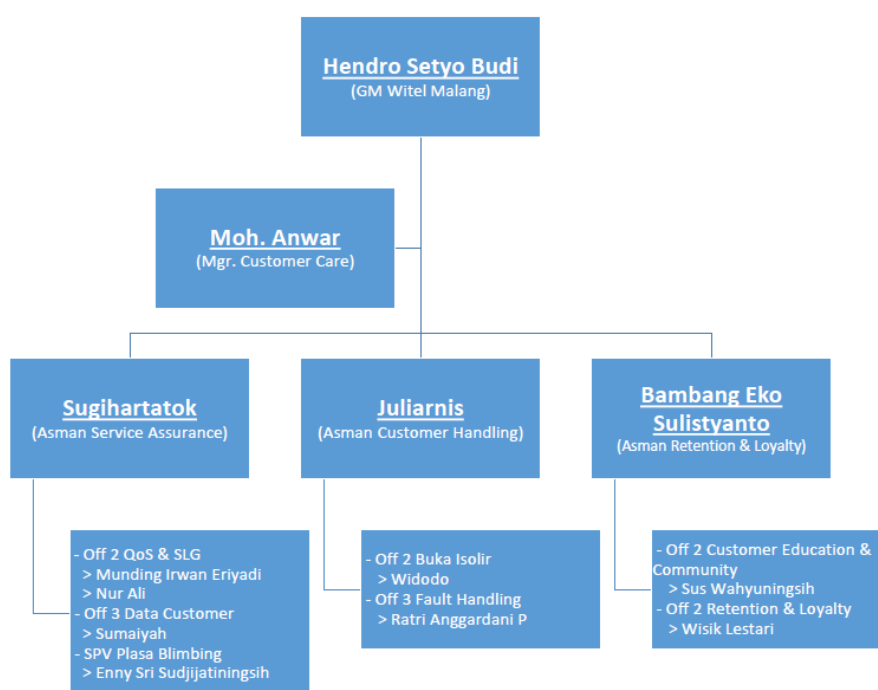 Hendro Setyo Budi
(GM Witel Malang)
Moh. Anwar
(Mgr. Customer Care)
Sugihartatok
(Asman Service Assurance)
Juliarnis
(Asman Customer Handling)
Bambang Eko
Sulistyanto
(Asman Retention & Loyalty)
- Off 2 QoS & SLG
> Munding Irwan Eriyadi
> Nur Ali
- Off 3 Data Customer
> Sumaiyah
- SPV Plasa Blimbing
> Enny Sri Sudjijatiningsih
- Off 2 Buka Isolir
> Widodo
- Off 3 Fault Handling
> Ratri Anggardani P
- Off 2 Customer Education &
Community
> Sus Wahyuningsih
- Off 2 Retention & Loyalty
> Wisik Lestari